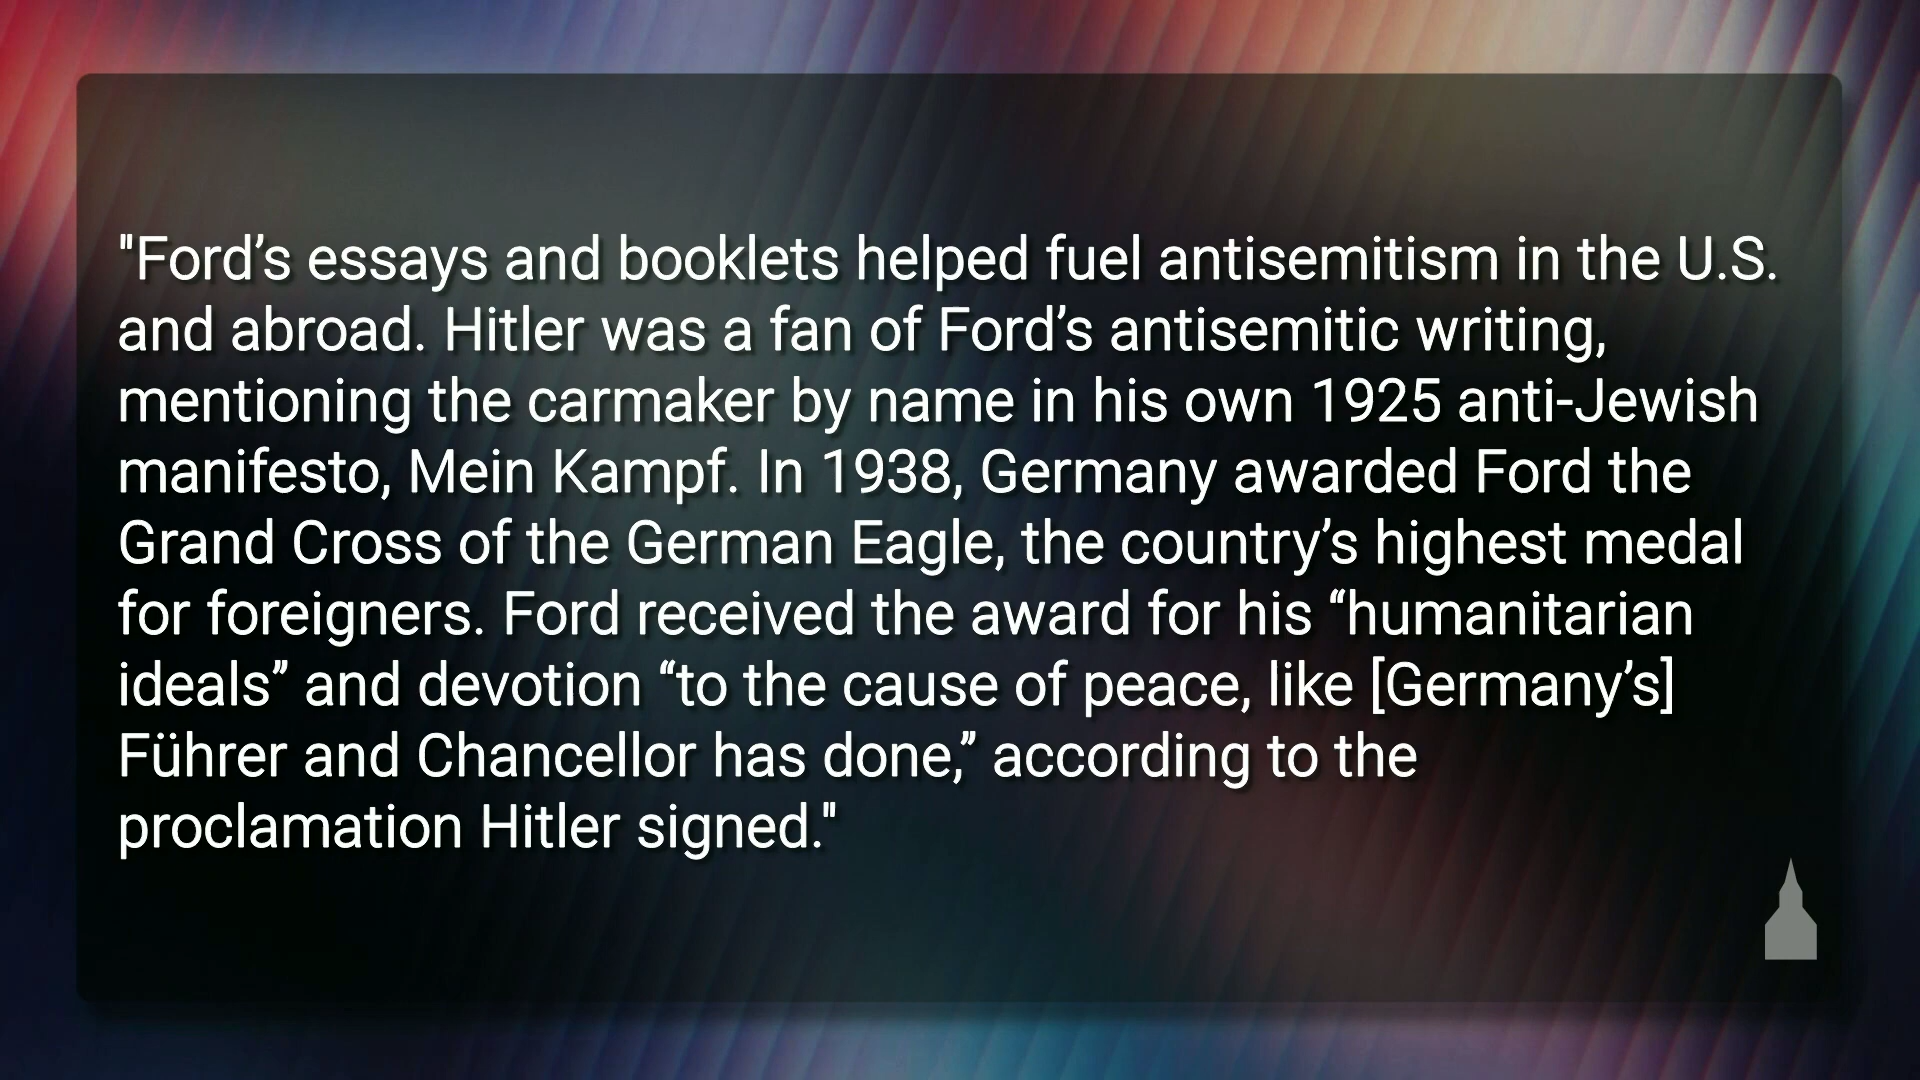 "Ford’s essays and booklets helped fuel antisemitism in the U.S.
and abroad. Hitler was a fan of Ford’s antisemitic writing,
mentioning the carmaker by name in his own 1925 anti-Jewish
manifesto, Mein Kampf. In 1938, Germany awarded Ford the
Grand Cross of the German Eagle, the country’s highest medal
for foreigners. Ford received the award for his “humanitarian
ideals” and devotion “to the cause of peace, like [Germany’s]
Führer and Chancellor has done,” according to the
proclamation Hitler signed."